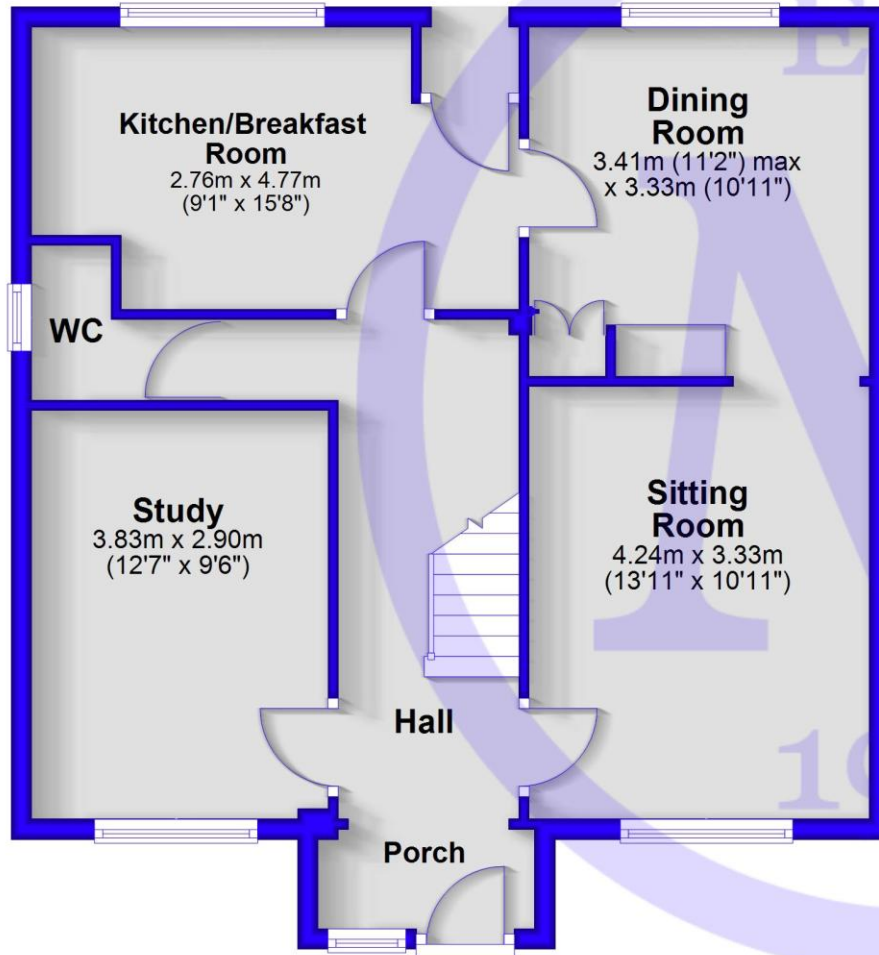 Kitchen/Breakfast
Room
2.76m x 4.77m
(9'1" x 15'8")
Dining
Room
3.41m (11'2") max
x 3.33m (10'11")
WC
Study
3.83m x 2.90m
(12'7" x 9'6")
Sitting
Room
4.24m x 3.33m
(13'11" x 10'11")
Hall
Porch
E
N
19